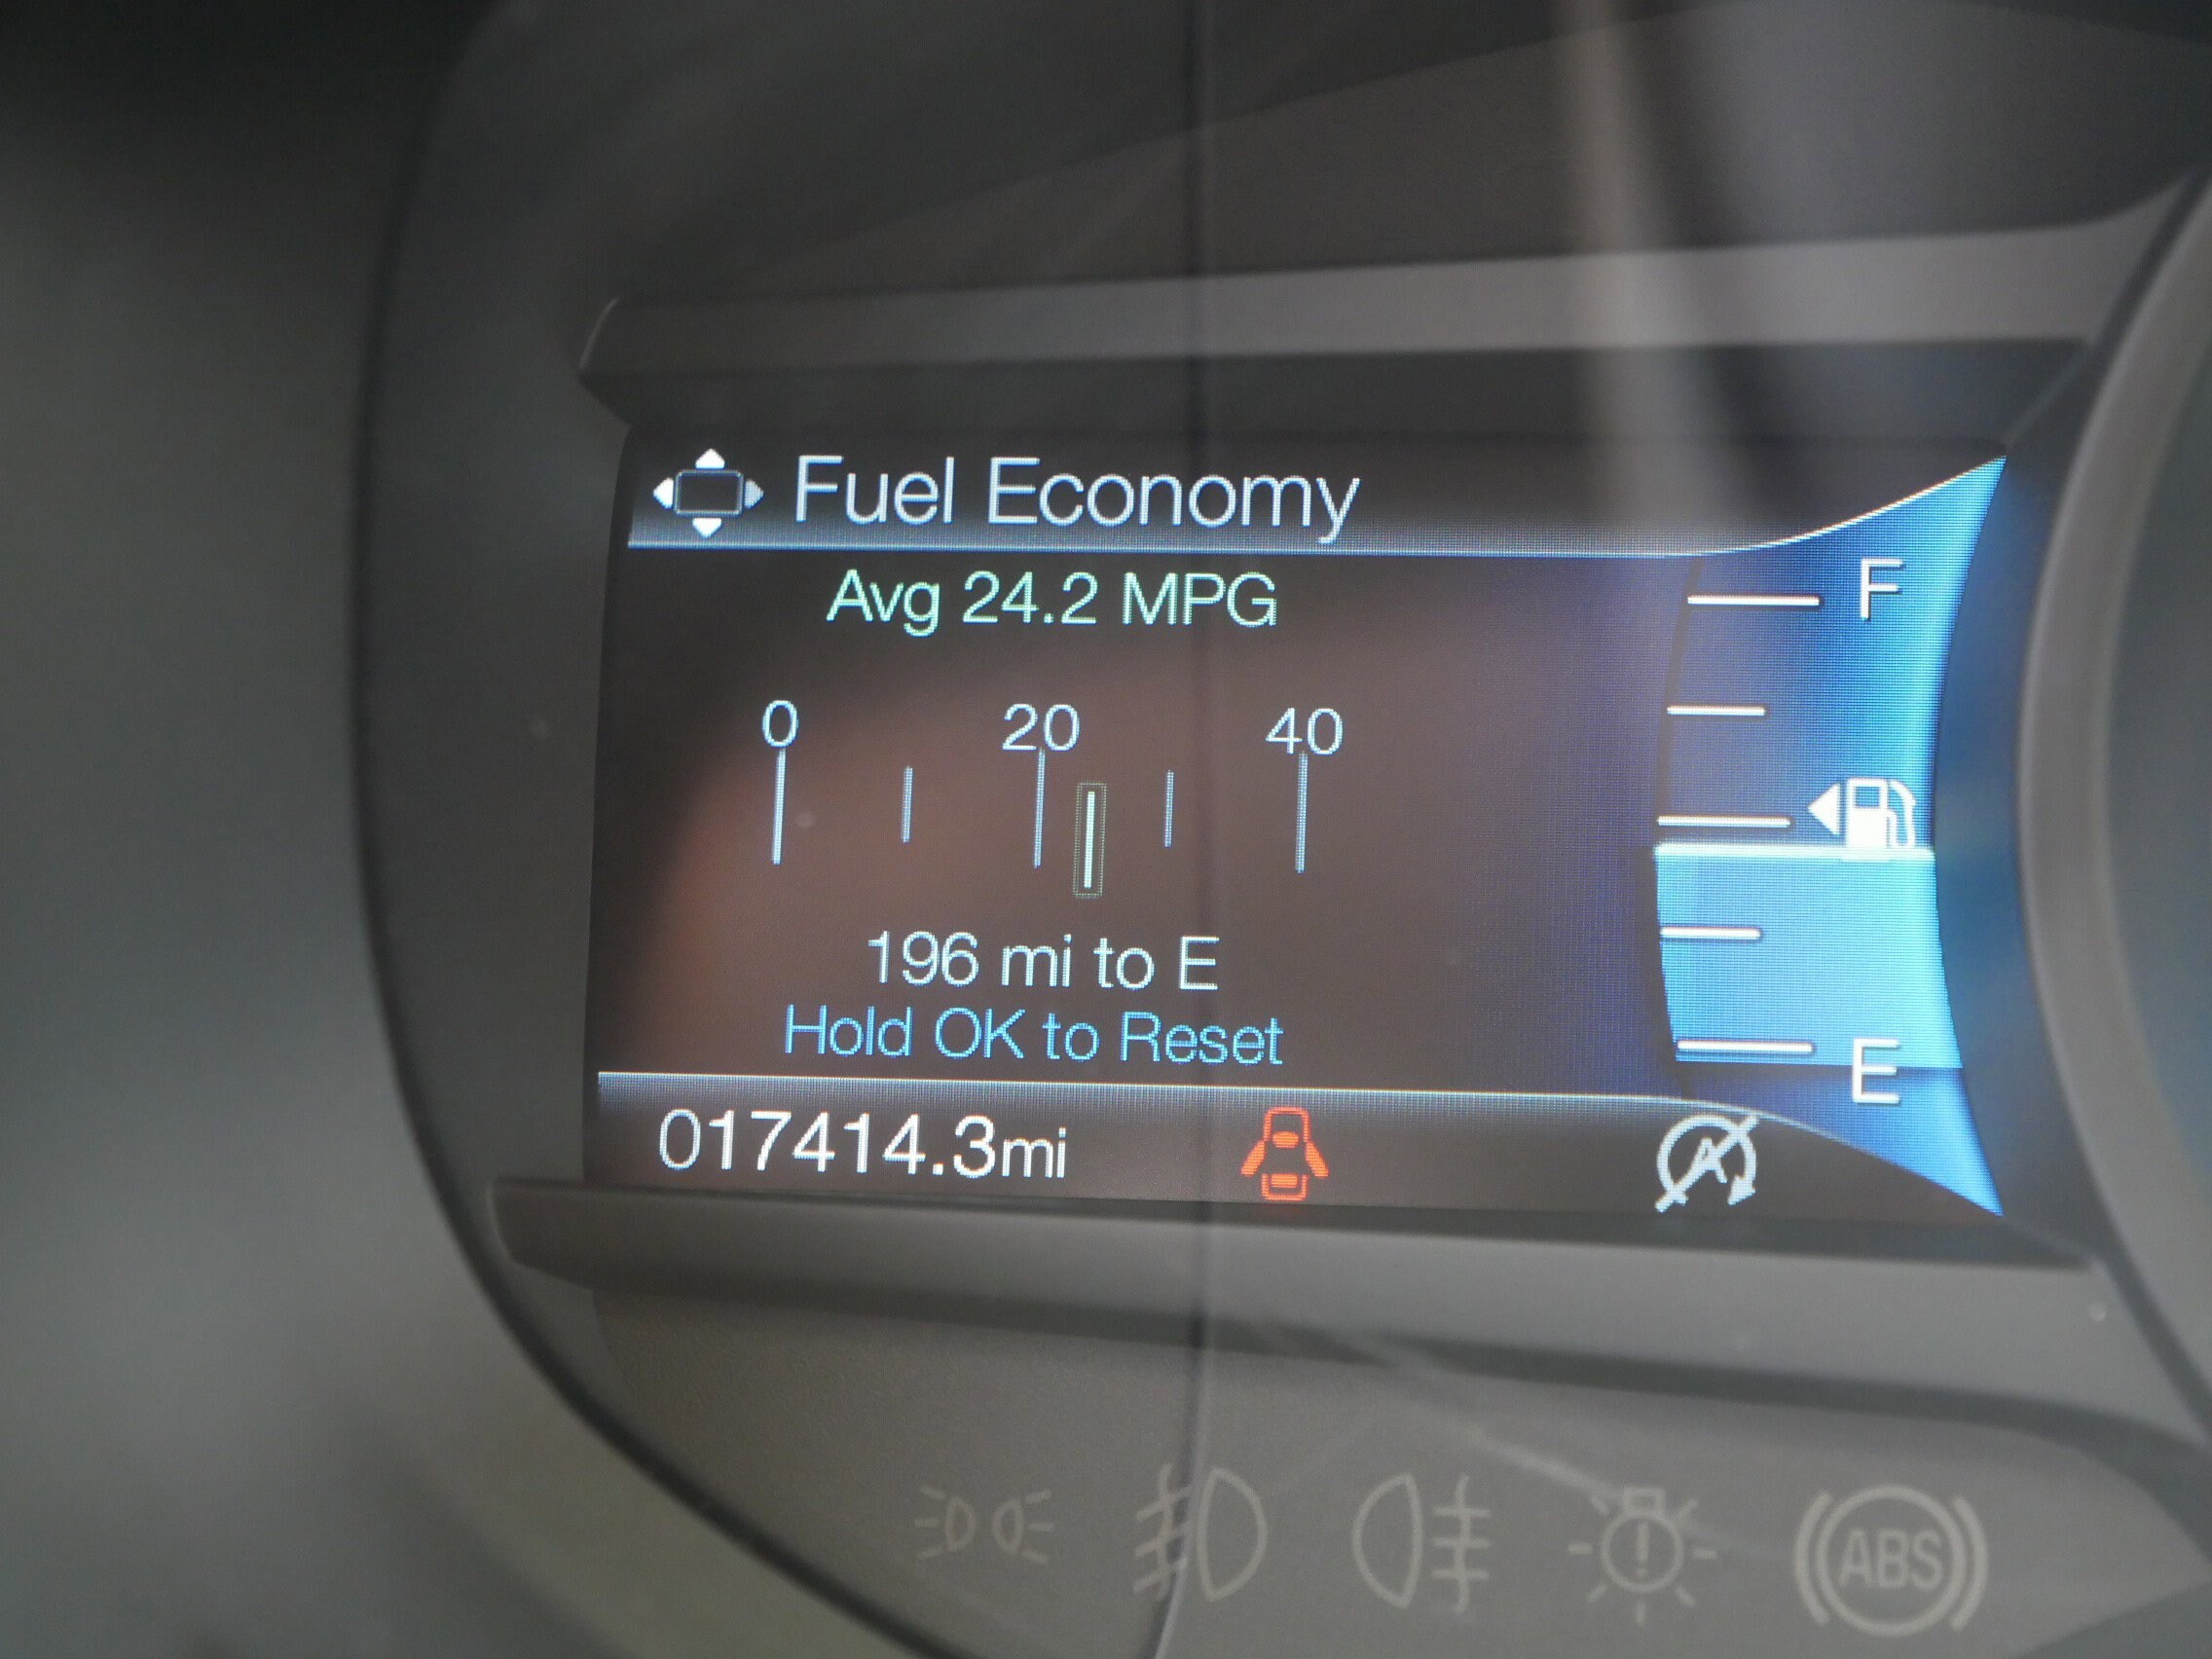 Fuel Economy
Avg 24.2 MPG
F
0 20 40
196 mi to E
Hold OK to Reset
E
017414.3mi
A
ABS